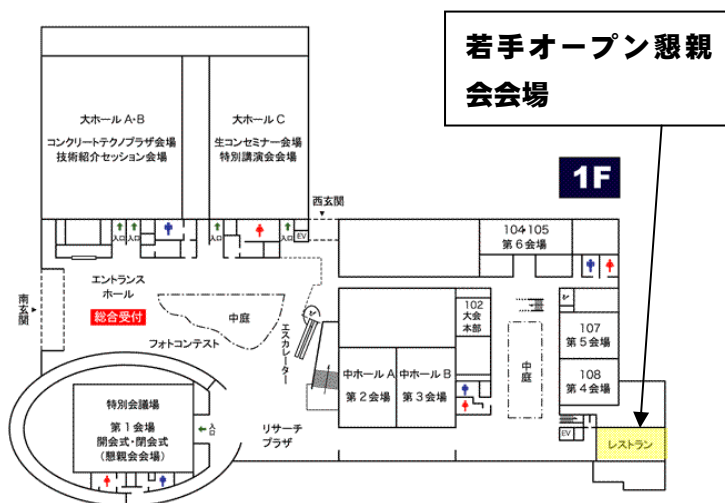 若手オープン懇親
会会場
1F
大ホール A・B
コンクリートテクノプラザ会場
技術紹介セッション会場
大ホール C
生コンセミナー会場
特別講演会会場
西玄関
入口
入口
入口
入口
EV
104・105
第6会場
エントランス
ホール
南玄関
総合受付
中庭
フォトコンテスト
エスカレーター
102
大会
本部
中庭
107
第5会場
108
第4会場
中ホール A
第2会場
中ホール B
第3会場
特別会議場
第1会場
開会式・閉会式
(懇親会会場)
入口
リサーチ
プラザ
EV
レストラン